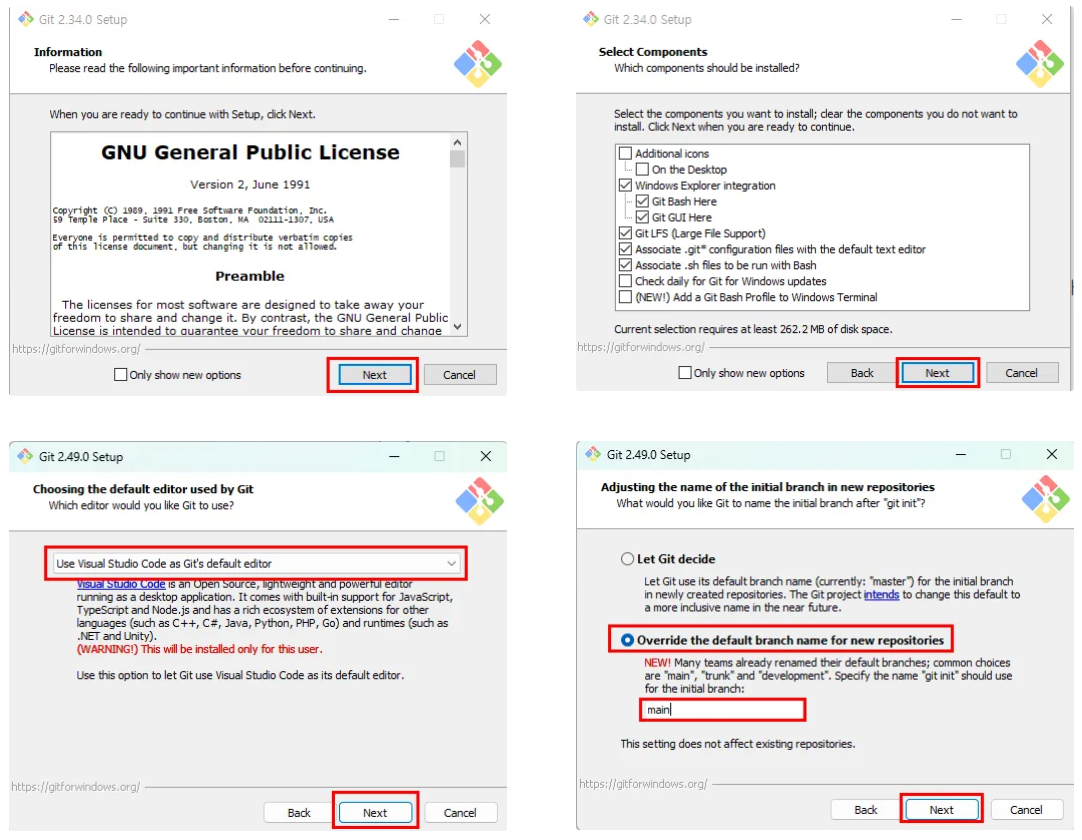 Git 2.34.0 Setup
Information
Please read the following important information before continuing.
When you are ready to continue with Setup, click Next.
GNU General Public License
Version 2, June 1991
Copyright (C) 1989, 1991 Free Software Foundation, Inc.
59 Temple Place - Suite 330, Boston, MA  02111-1307, USA
Everyone is permitted to copy and distribute verbatim copies
of this license document, but changing it is not allowed.
Preamble
The licenses for most software are designed to take away your
freedom to share and change it. By contrast, the GNU General Public
License is intended to guarantee your freedom to share and change
https://gitforwindows.org/
Only show new options
Next
Cancel
Git 2.34.0 Setup
Select Components
Which components should be installed?
Select the components you want to install; clear the components you do not want to
install. Click Next when you are ready to continue.
Additional icons
On the Desktop
Windows Explorer integration
Git Bash Here
Git GUI Here
Git LFS (Large File Support)
Associate .git* configuration files with the default text editor
Associate .sh files to be run with Bash
Check daily for Git for Windows updates
(NEW!) Add a Git Bash Profile to Windows Terminal
Current selection requires at least 262.2 MB of disk space.
https://gitforwindows.org/
Only show new options
Back
Next
Cancel
Git 2.49.0 Setup
Choosing the default editor used by Git
Which editor would you like Git to use?
Use Visual Studio Code as Git's default editor
Visual Studio Code is an Open Source, lightweight and powerful editor
running as a desktop application. It comes with built-in support for JavaScript,
TypeScript and Node.js and has a rich ecosystem of extensions for other
languages (such as C++, C#, Java, Python, PHP, Go) and runtimes (such as
.NET and Unity).
(WARNING!) This will be installed only for this user.
Use this option to let Git use Visual Studio Code as its default editor.
https://gitforwindows.org/
Back
Next
Cancel
Git 2.49.0 Setup
Adjusting the name of the initial branch in new repositories
What would you like Git to name the initial branch after "git init"?
Let Git decide
Let Git use its default branch name (currently: "master") for the initial branch
in newly created repositories. The Git project intends to change this default to
a more inclusive name in the near future.
Override the default branch name for new repositories
NEW! Many teams already renamed their default branches; common choices
are "main", "trunk" and "development". Specify the name "git init" should use
for the initial branch:
main
This setting does not affect existing repositories.
https://gitforwindows.org/
Back
Next
Cancel